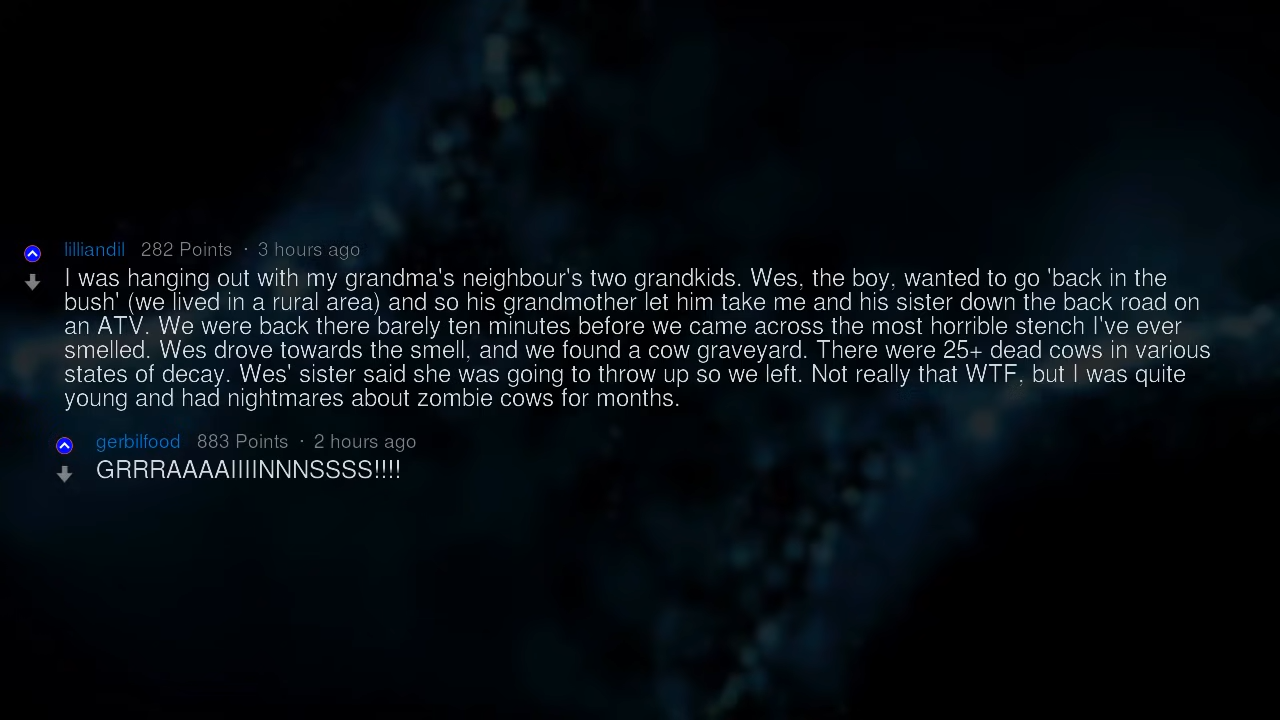 lilliandil 282 Points · 3 hours ago
I was hanging out with my grandma's neighbour's two grandkids. Wes, the boy, wanted to go 'back in the
bush' (we lived in a rural area) and so his grandmother let him take me and his sister down the back road on
an ATV. We were back there barely ten minutes before we came across the most horrible stench I've ever
smelled. Wes drove towards the smell, and we found a cow graveyard. There were 25+ dead cows in various
states of decay. Wes' sister said she was going to throw up so we left. Not really that WTF, but I was quite
young and had nightmares about zombie cows for months.
gerbilfood 883 Points · 2 hours ago
GRRRAAAAIIIINNNSSSS!!!!